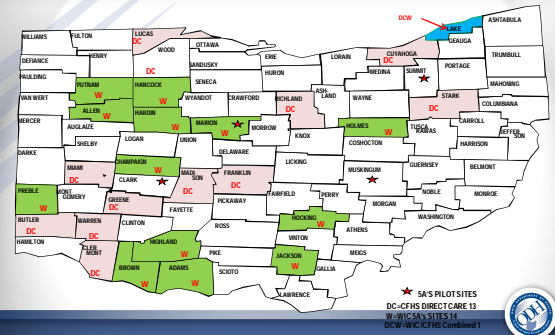 DCW
LAKE
ASHTABULA
WILLIAMS
FULTON
LUCAS
DC
OTTAWA
GEAUGA
WOOD
DC
HENRY
DEFIANCE
SANDUSKY
ERIE
LORAIN
CUYAHOGA
DC
TRUMBULL
PAULDING
HURON
MEDINA
SUMMIT
PORTAGE
PUTNAM
W
HANCOCK
W
SENECA
MAHONING
VAN WERT
WYANDOT
CRAWFORD
RICHLAND
DC
ASH-
LAND
WAYNE
STARK
DC
COLUMBIANA
ALLEN
W
HARDIN
W
MERCER
AUGLAIZE
MARION
W
MORROW
HOLMES
W
TUSCA
RAWAS
CARROLL
JEFFER
SON
SHELBY
LOGAN
UNION
KNOX
COSHOCTON
HARRISON
DARKE
DELAWARE
CHAMPAIGN
W
LICKING
GUERNSEY
BELMONT
MIAMI
DC
CLARK
MADI
SON
DC
FRANKLIN
DC
MUSKINGUM
PREBLE
W
MONT
GOMERY
GREENE
DC
FAIRFIELD
PERRY
NOBLE
MONROE
FAYETTE
PICKAWAY
MORGAN
BUTLER
DC
WARREN
DC
CLINTON
ROSS
HOCKING
W
WASHINGTON
ATHENS
HAMILTON
CLER
MONT
DC
HIGHLAND
W
VINTON
PIKE
MEIGS
BROWN
W
ADAMS
W
SCIOTO
JACKSON
W
GALLIA
LAWRENCE
5A'S PILOT SITES
DC=CFHS DIRECT CARE 13
W=WIC 5A's SITES 14
DCW=WIC/CFHS Combined 1
ODH